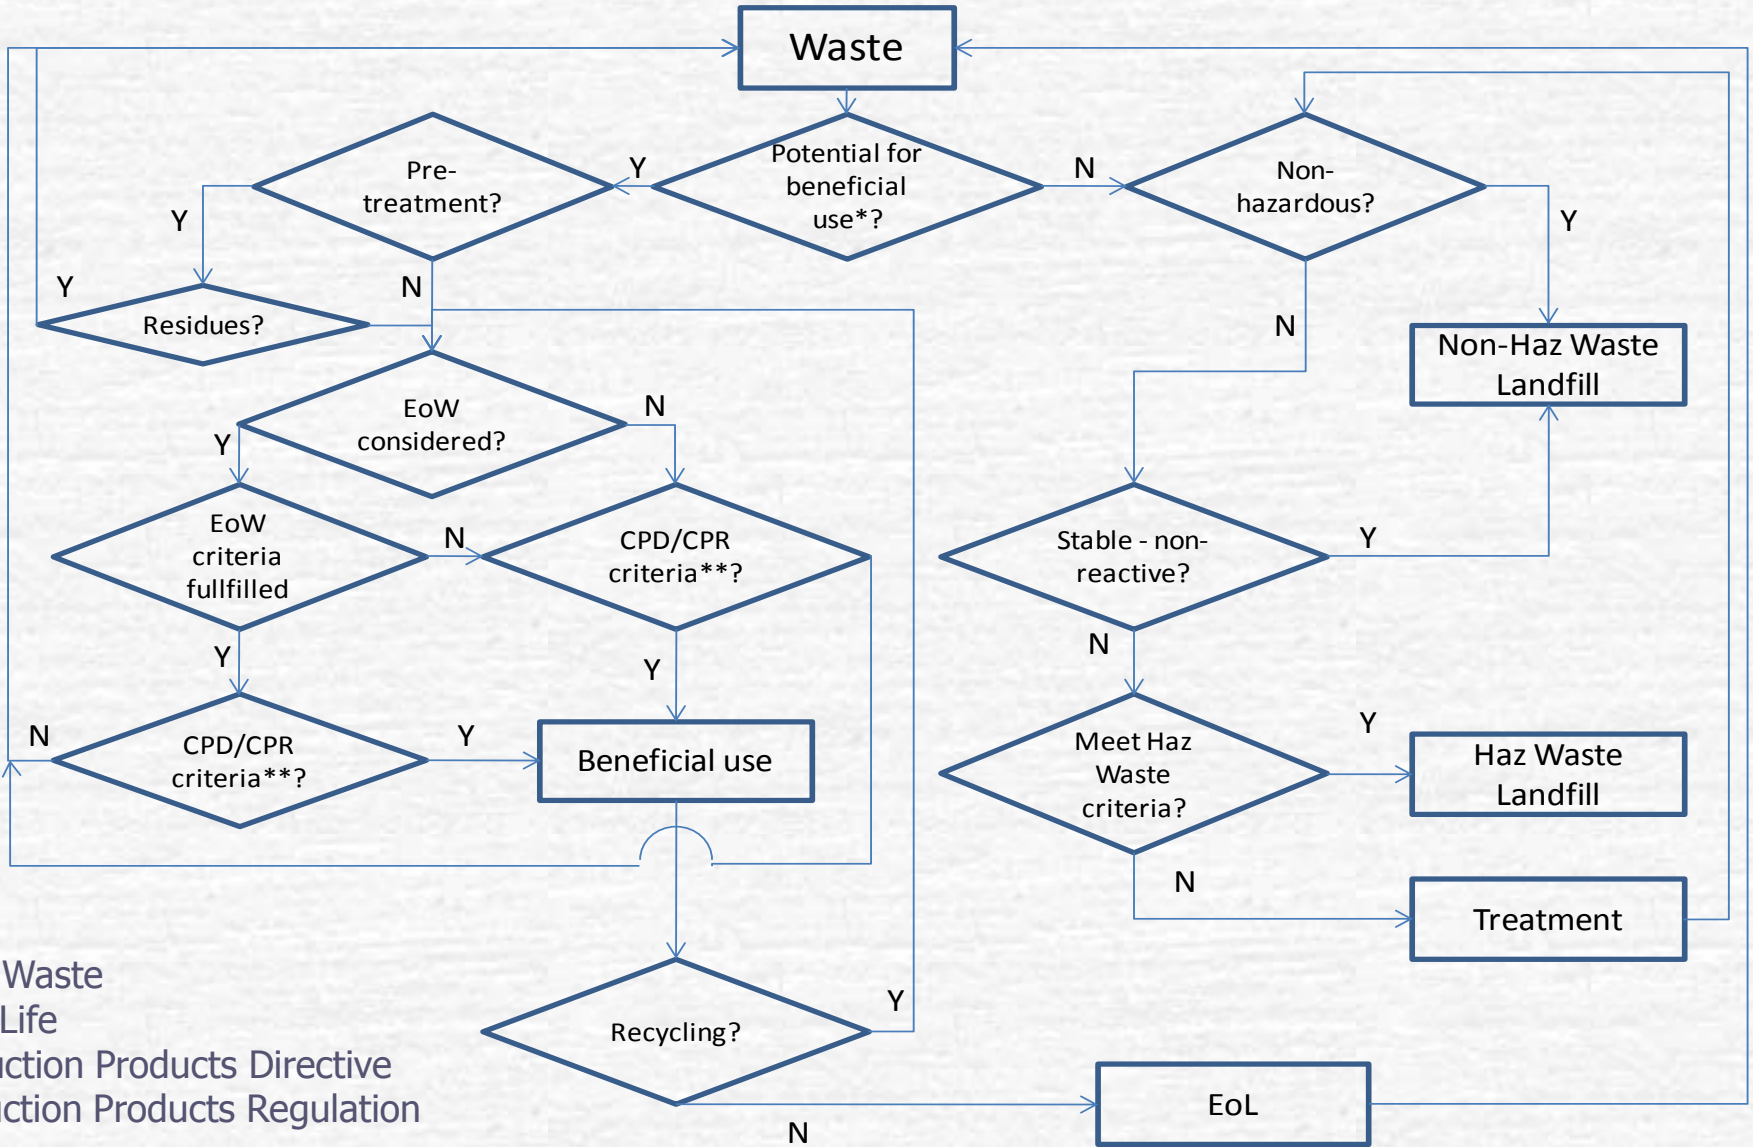 Waste
Pre-
treatment?
Y
Potential for
beneficial
use*?
N
Non-
hazardous?
Y
Y
Y
N
Residues?
N
Non-Haz Waste
Landfill
EoW
considered?
N
Y
EoW
criteria
fullfilled
N
CPD/CPR
criteria**?
Stable - non-
reactive?
Y
Y
Y
N
N
CPD/CPR
criteria**?
Y
Beneficial use
Meet Haz
Waste
criteria?
Y
Haz Waste
Landfill
N
Treatment
Waste
Life
Recycling?
Y
Products Directive
Products Regulation
N
EoL